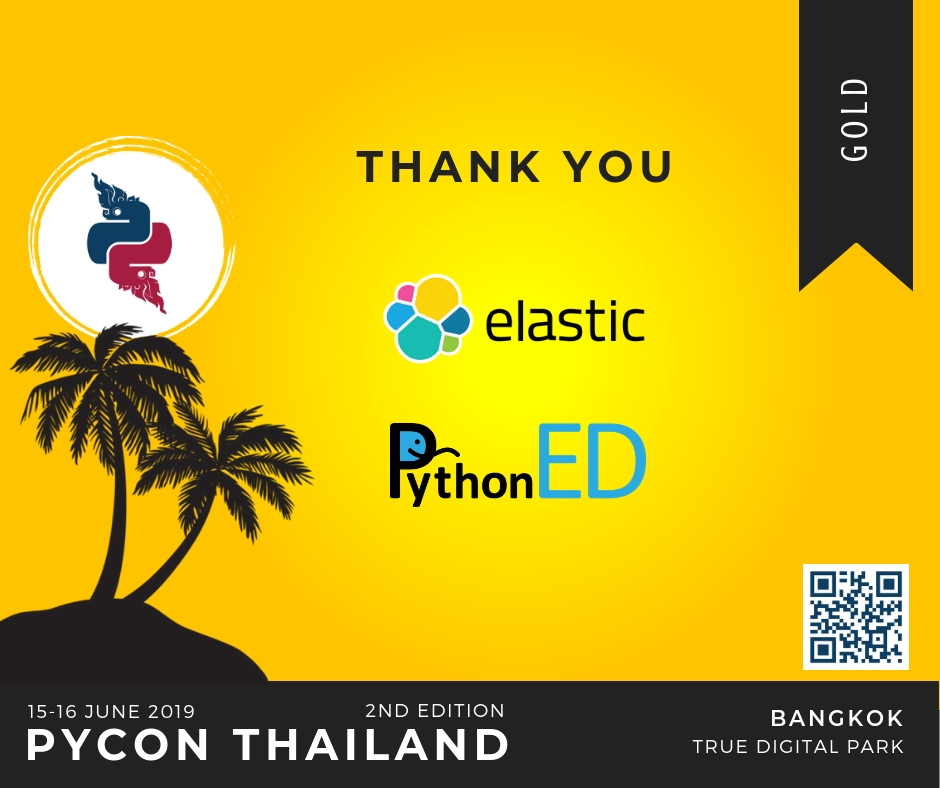 GOLD
THANK YOU
elastic
PythonED
15-16 JUNE 2019
2ND EDITION
PYCON THAILAND
BANGKOK
TRUE DIGITAL PARK